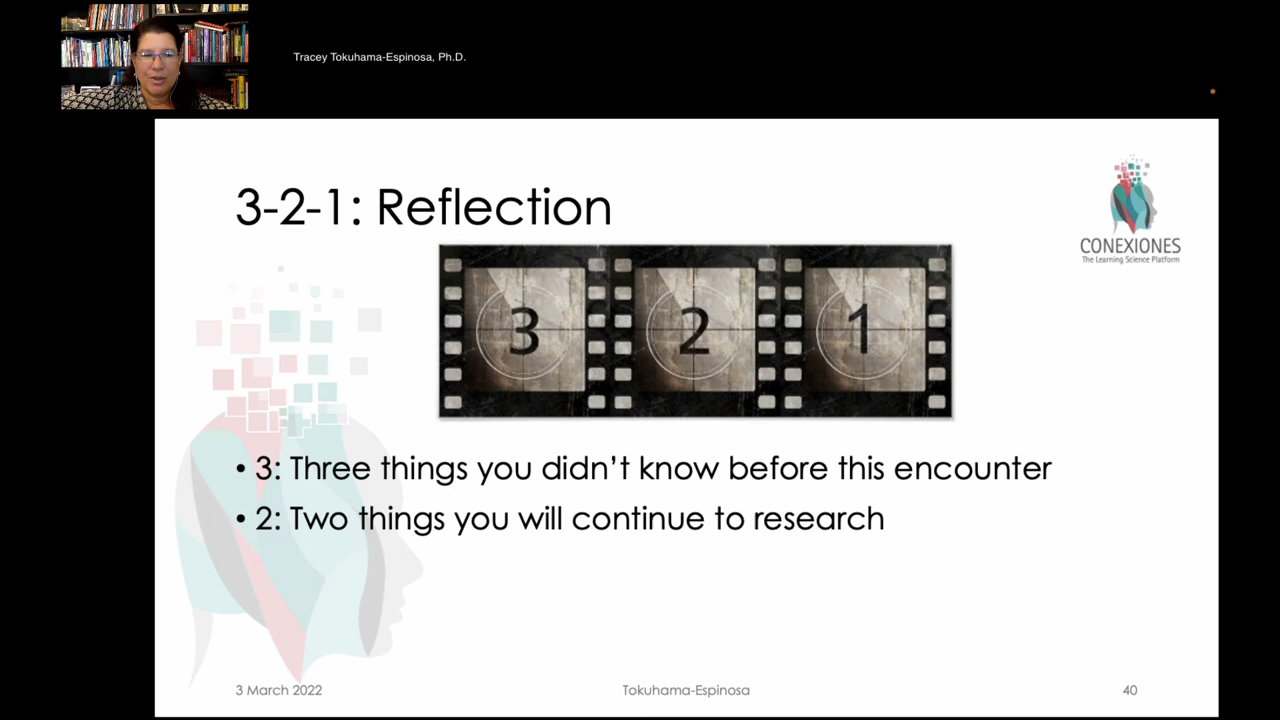 Tracey Tokuhama-Espinosa, Ph.D.
3-2-1: Reflection
CONEXIONES
The Learning Science Platform
3 2 1
• 3: Three things you didn’t know before this encounter
• 2: Two things you will continue to research
3 March 2022
Tokuhama-Espinosa
40